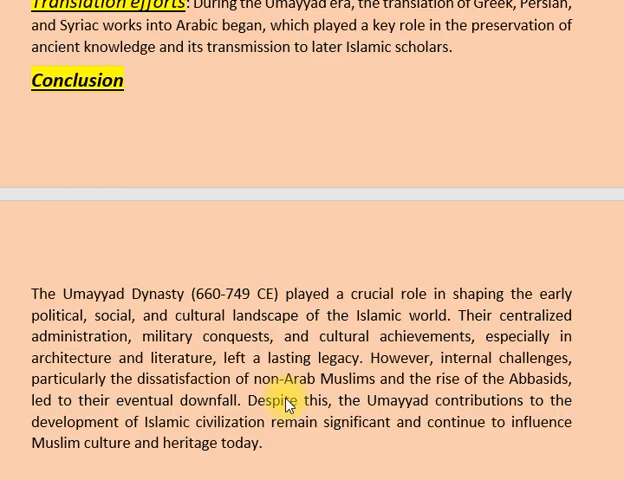 Translation efforts: During the Umayyad era, the translation of Greek, Persian,
and Syriac works into Arabic began, which played a key role in the preservation of
ancient knowledge and its transmission to later Islamic scholars.
Conclusion
The Umayyad Dynasty (660-749 CE) played a crucial role in shaping the early
political, social, and cultural landscape of the Islamic world. Their centralized
administration, military conquests, and cultural achievements, especially in
architecture and literature, left a lasting legacy. However, internal challenges,
particularly the dissatisfaction of non-Arab Muslims and the rise of the Abbasids,
led to their eventual downfall. Despite this, the Umayyad contributions to the
development of Islamic civilization remain significant and continue to influence
Muslim culture and heritage today.